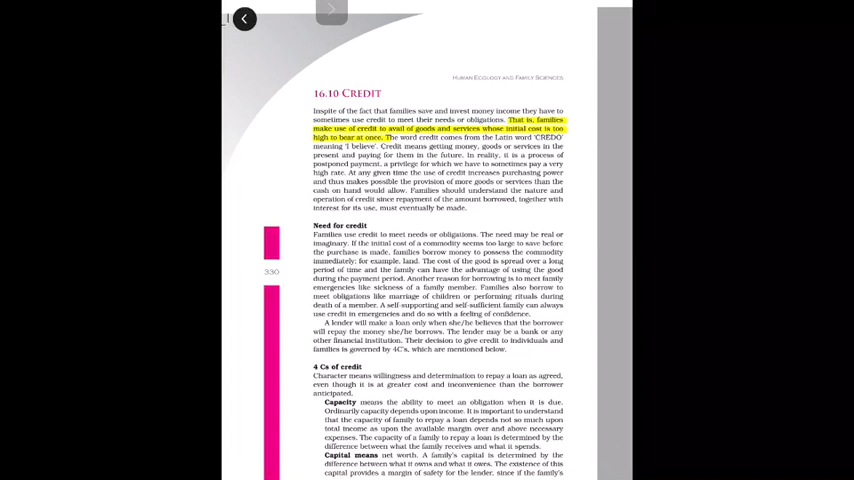 HUMAN ECOLOGY AND FAMILY SCIENCES
16.10 CREDIT
Inspite of the fact that families save and invest money income they have to
sometimes use credit to meet their needs or obligations. That is, families
make use of credit to avail of goods and services whose initial cost is too
high to bear at once. The word credit comes from the Latin word 'CREDO'
meaning 'I believe'. Credit means getting money, goods or services in the
present and paying for them in the future. In reality, it is a process of
postponed payment, a privilege for which we have to sometimes pay a very
high rate. At any given time the use of credit increases purchasing power
and thus makes possible the provision of more goods or services than the
cash on hand would allow. Families should understand the nature and
operation of credit since repayment of the amount borrowed, together with
interest for its use, must eventually be made.
Need for credit
Families use credit to meet needs or obligations. The need may be real or
imaginary. If the initial cost of a commodity seems too large to save before
the purchase is made, families borrow money to possess the commodity
immediately; for example, land. The cost of the good is spread over a long
period of time and the family can have the advantage of using the good
during the payment period. Another reason for borrowing is to meet family
emergencies like sickness of a family member. Families also borrow to
meet obligations like marriage of children or performing rituals during
death of a member. A self-supporting and self-sufficient family can always
use credit in emergencies and do so with a feeling of confidence.
A lender will make a loan only when she/he believes that the borrower
will repay the money she/he borrows. The lender may be a bank or any
other financial institution. Their decision to give credit to individuals and
families is governed by 4C's, which are mentioned below.
330
4 Cs of credit
Character means willingness and determination to repay a loan as agreed,
even though it is at greater cost and inconvenience than the borrower
anticipated.
Capacity means the ability to meet an obligation when it is due.
Ordinarily capacity depends upon income. It is important to understand
that the capacity of family to repay a loan depends not so much upon
total income as upon the available margin over and above necessary
expenses. The capacity of a family to repay a loan is determined by the
difference between what the family receives and what it spends.
Capital means net worth. A family's capital is determined by the
difference between what it owns and what it owes. The existence of this
capital provides a margin of safety for the lender, since if the family's